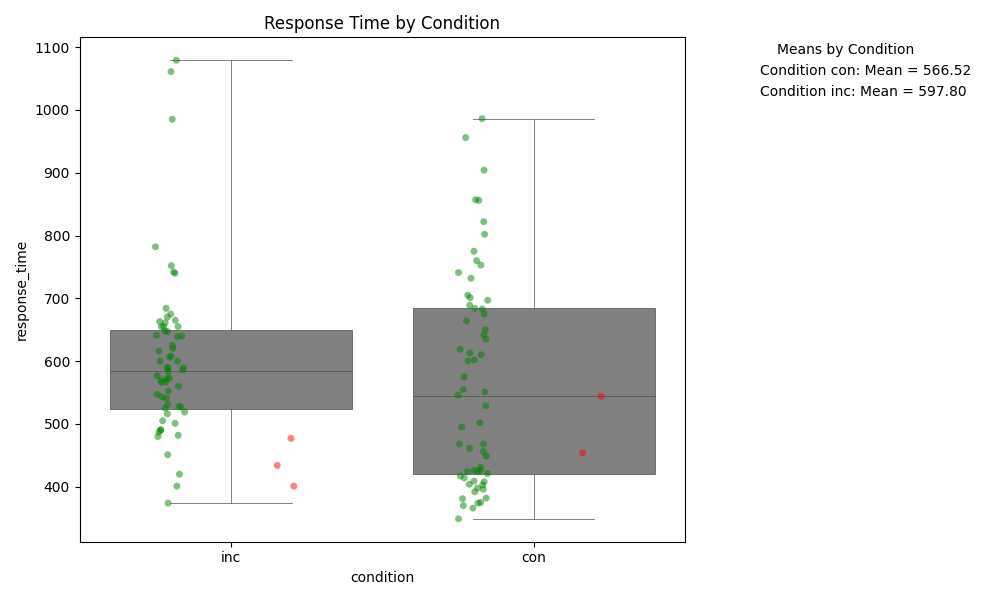 Response Time by Condition
Means by Condition
Condition con: Mean = 566.52
Condition inc: Mean = 597.80
1100
1000
900
800
700
600
500
400
response_time
inc
con
condition